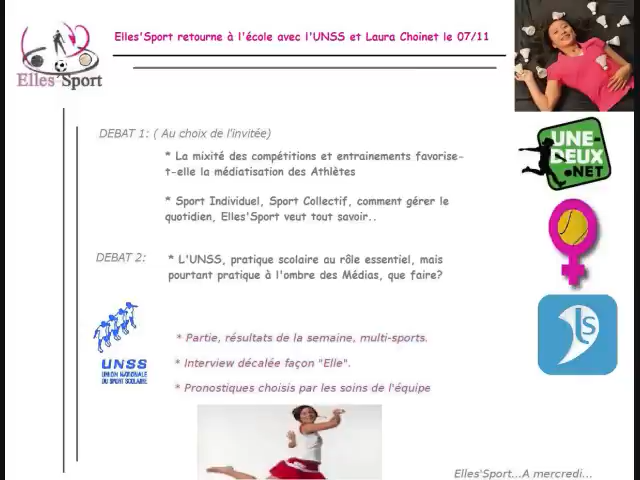 Elles'Sport retourne à l'école avec l'UNSS et Laura Choinet le 07/11
Elles'Sport
DEBAT 1: ( Au choix de l'invitée)
* La mixité des compétitions et entrainements favorise-
t-elle la médiatisation des Athlètes
* Sport Individuel, Sport Collectif, comment gérer le
quotidien, Elles'Sport veut tout savoir..
UNE-
DEUX
.NET
DEBAT 2:
* L'UNSS, pratique scolaire au rôle essentiel, mais
pourtant pratique à l'ombre des Médias, que faire?
ls
UNSS
UNION NATIONALE
DU SPORT SCOLAIRE
* Partie, résultats de la semaine, multi-sports.
* Interview décalée façon "Elle".
* Pronostiques choisis par les soins de l'équipe
Elles'Sport...A mercredi...